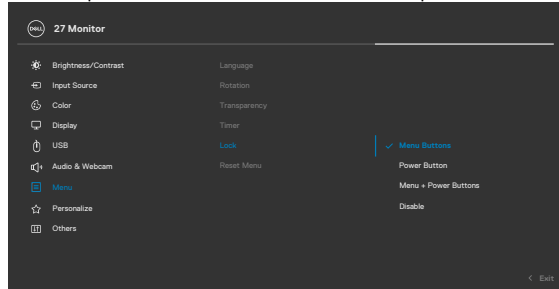 DELL 27 Monitor
Brightness/Contrast
Input Source
Color
Display
USB
Audio & Webcam
Menu
Personalize
Others
Language
Rotation
Transparency
Timer
Lock
Reset Menu
Menu Buttons
Power Button
Menu + Power Buttons
Disable
Exit